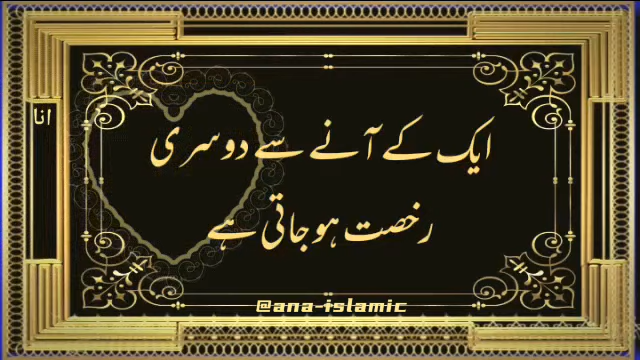 انا
ایک کے آنے سے دوسری
رخصت ہو جاتی ہے
@ana-islamic